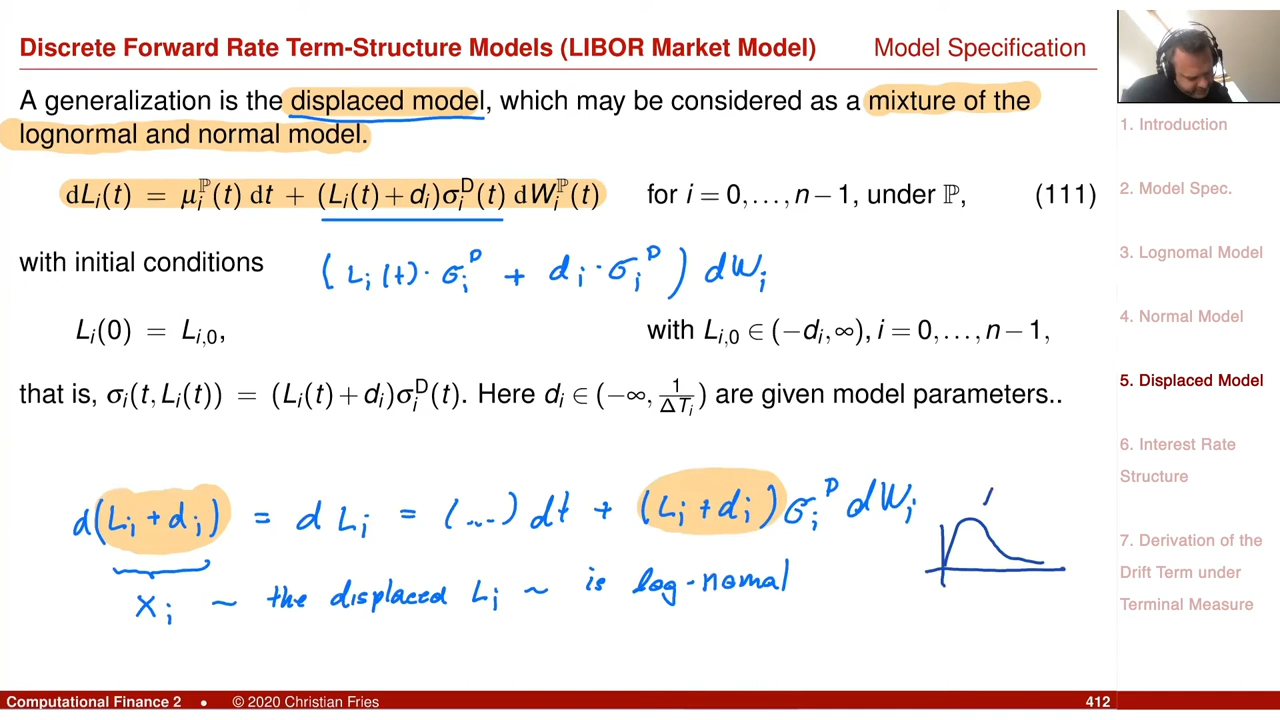 Discrete Forward Rate Term-Structure Models (LIBOR Market Model) Model Specification
A generalization is the displaced model, which may be considered as a mixture of the
lognormal and normal model.
dLᵢ(t) = μᵢᴾ(t) dt + (Lᵢ(t) + dᵢ)σᵢᴰ(t) dWᵢᴾ(t) for i = 0,…,n−1, under ℙ, (111)
with initial conditions
(Lᵢ(t)·σᵢᴰ + dᵢ·σᵢᴰ) dWᵢ
Lᵢ(0) = Lᵢ,₀, with Lᵢ,₀ ∈ (−dᵢ,∞), i = 0,…,n−1,
that is, σᵢ(t,Lᵢ(t)) = (Lᵢ(t)+dᵢ)σᵢᴰ(t). Here dᵢ ∈ (−∞, 1/ΔTᵢ) are given model parameters..
d(Lᵢ + dᵢ) = d Lᵢ = (...) dt + (Lᵢ + dᵢ) σᵢᴰ dWᵢ
Xᵢ ~ the displaced Lᵢ ~ is log-normal
1. Introduction
2. Model Spec.
3. Lognomal Model
4. Normal Model
5. Displaced Model
6. Interest Rate
Structure
7. Derivation of the
Drift Term under
Terminal Measure
Computational Finance 2 • © 2020 Christian Fries 412